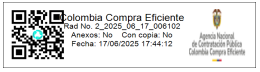 Colombia Compra Eficiente
Rad No. 2_2025_06_17_006102
Anexos: No Con copia: No
Fecha: 17/06/2025 17:44:12
Agencia Nacional
de Contratación Pública
Colombia Compra Eficiente